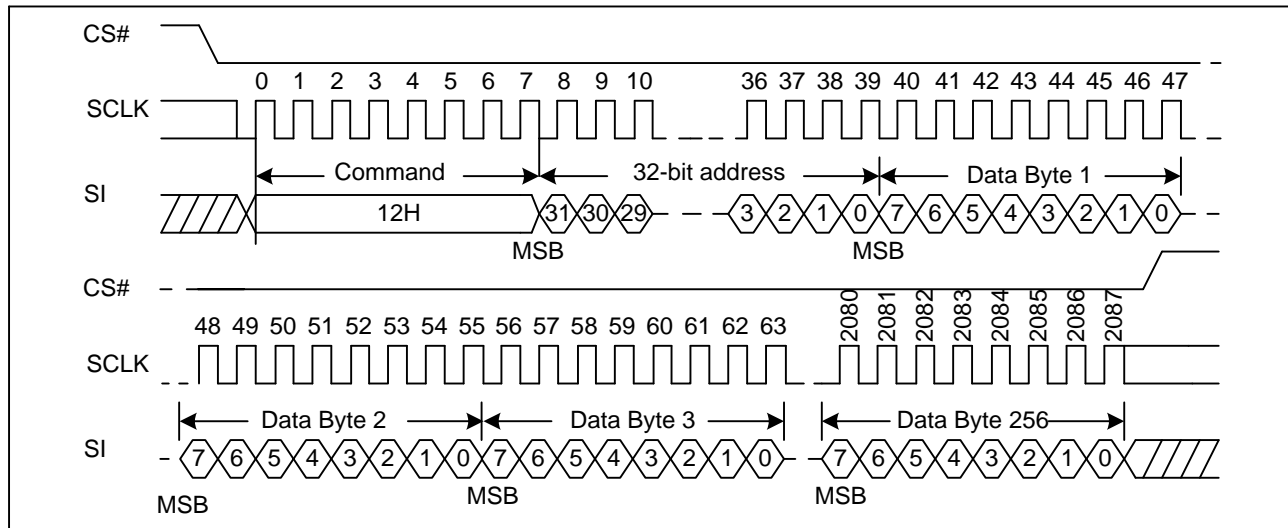 CS#
0 1 2 3 4 5 6 7 8 9 10 36 37 38 39 40 41 42 43 44 45 46 47
SCLK
Command 32-bit address Data Byte 1
SI
12H 31 30 29 3 2 1 0 7 6 5 4 3 2 1 0
MSB MSB
CS#
2080 2081 2082 2083 2084 2085 2086 2087
48 49 50 51 52 53 54 55 56 57 58 59 60 61 62 63
SCLK
Data Byte 2 Data Byte 3 Data Byte 256
SI
7 6 5 4 3 2 1 0 7 6 5 4 3 2 1 0 7 6 5 4 3 2 1 0
MSB MSB MSB